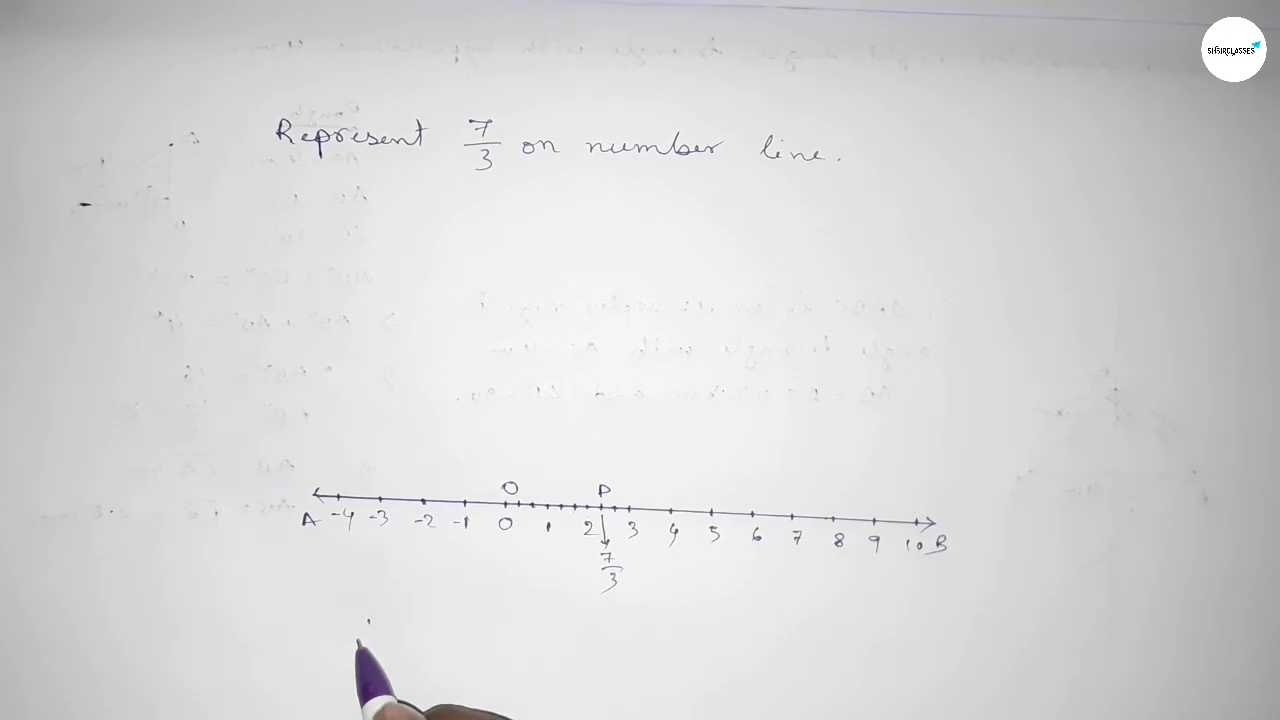 SHSIRCLASSES
Represent 7/3 on number line.
O P
A -4 -3 -2 -1 0 1 2 3 4 5 6 7 8 9 10 B
7/3